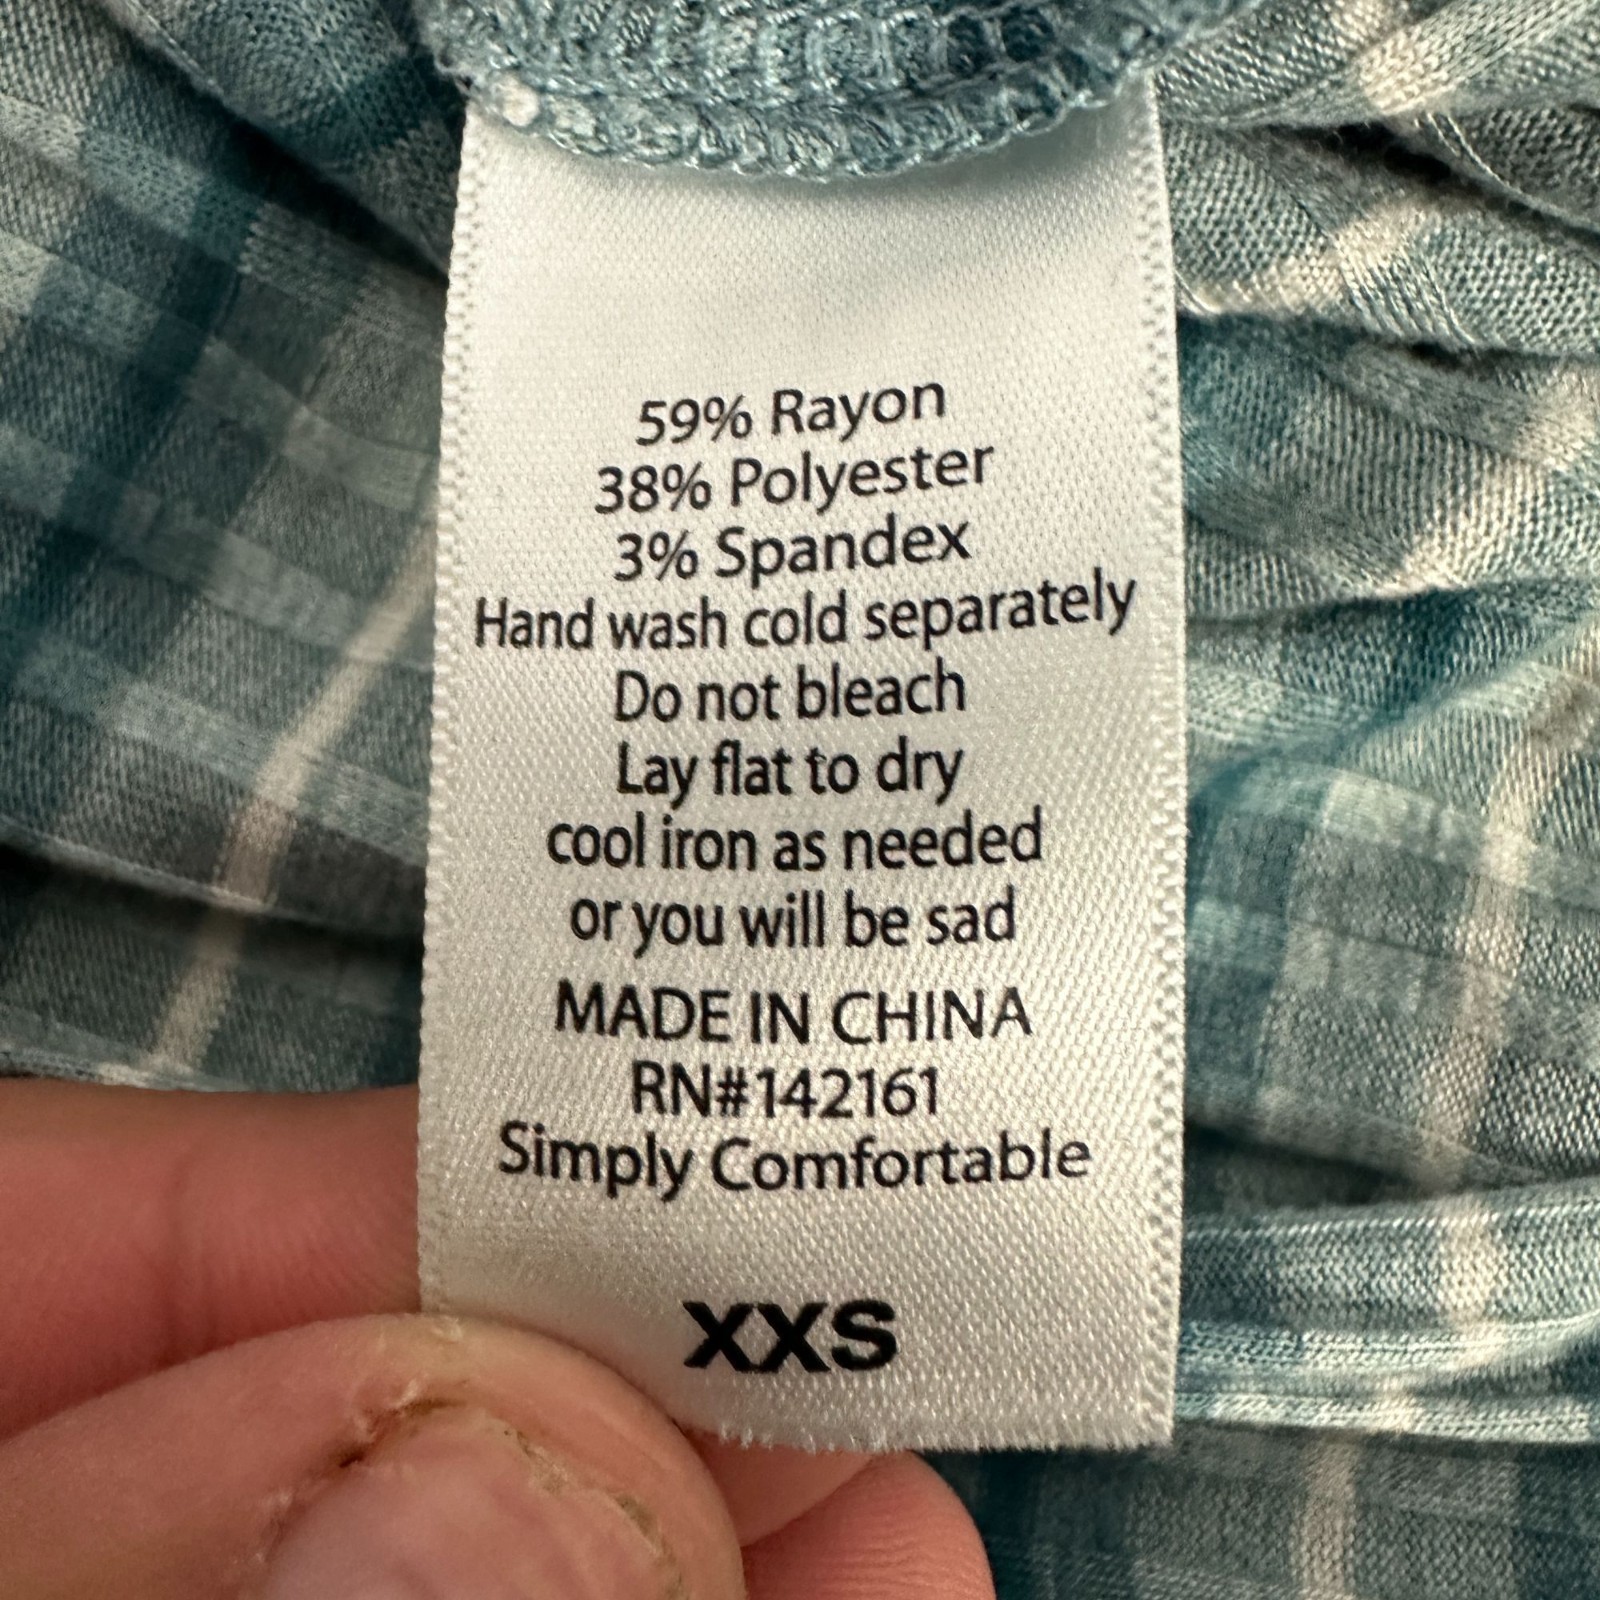 59% Rayon
38% Polyester
3% Spandex
Hand wash cold separately
Do not bleach
Lay flat to dry
cool iron as needed
or you will be sad
MADE IN CHINA
RN#142161
Simply Comfortable
XXS